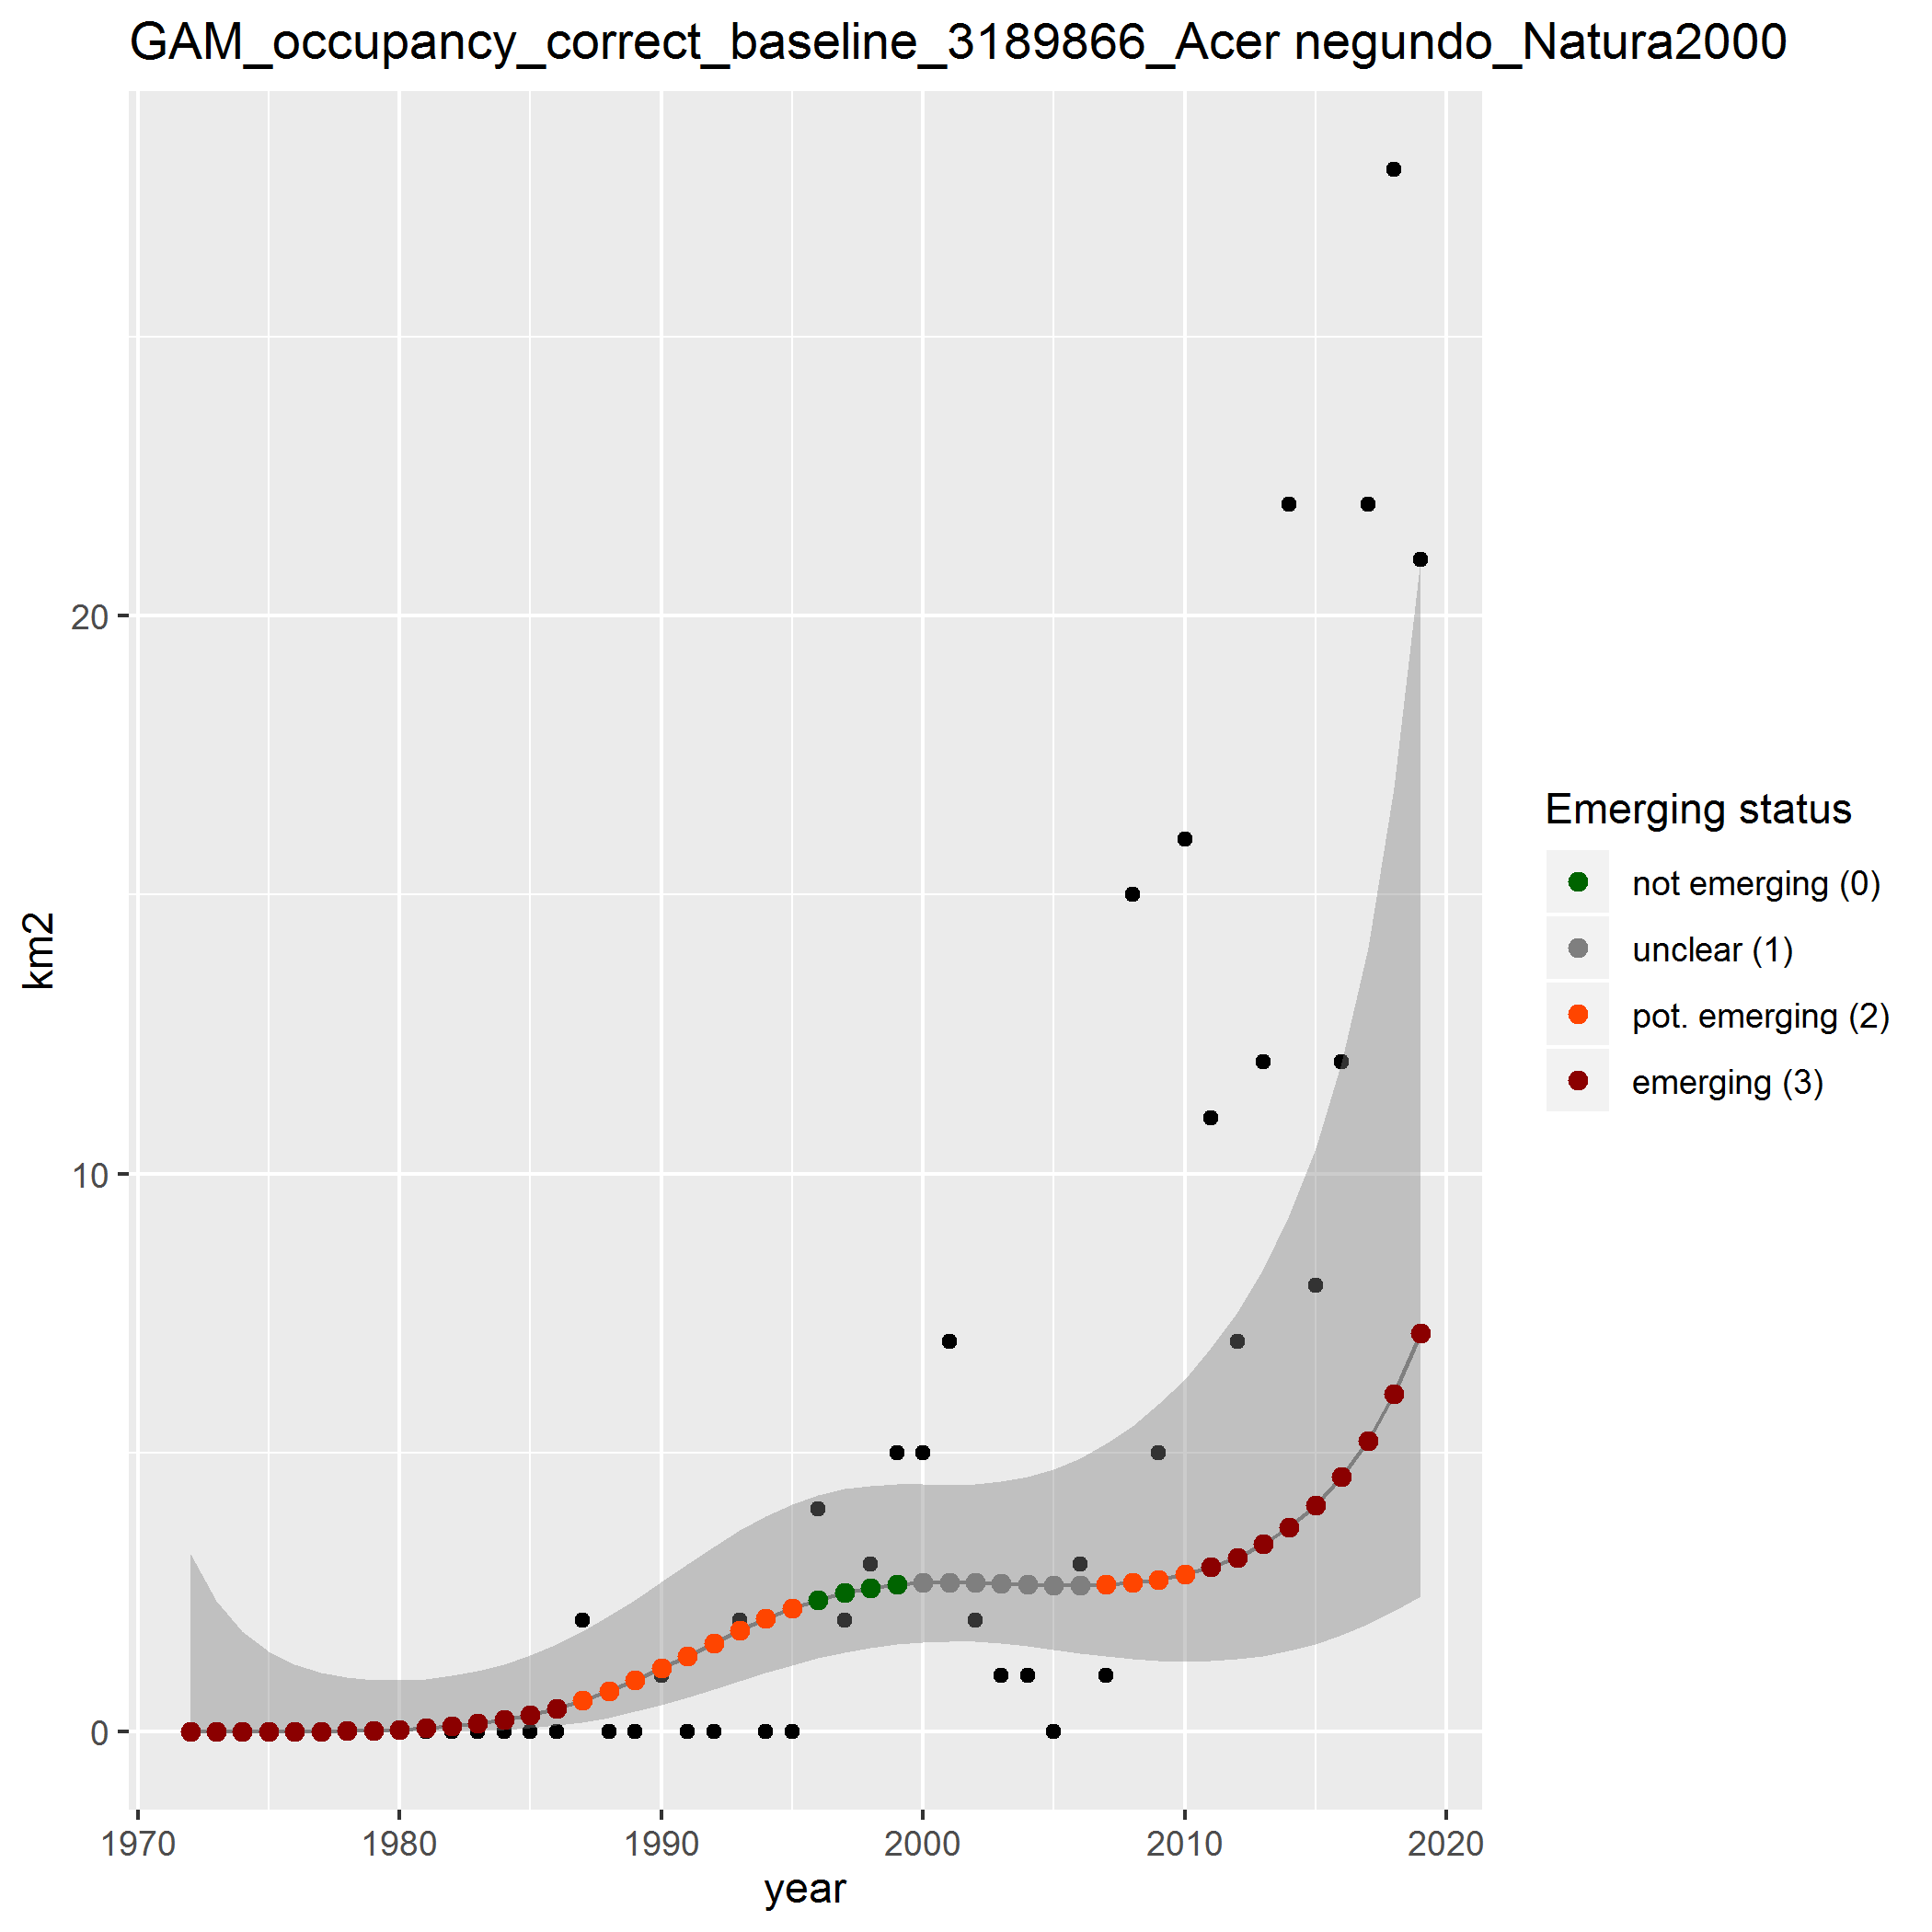 GAM_occupancy_correct_baseline_3189866_Acer negundo_Natura2000
km2
20
10
0
1970 1980 1990 2000 2010 2020
year
Emerging status
not emerging (0)
unclear (1)
pot. emerging (2)
emerging (3)